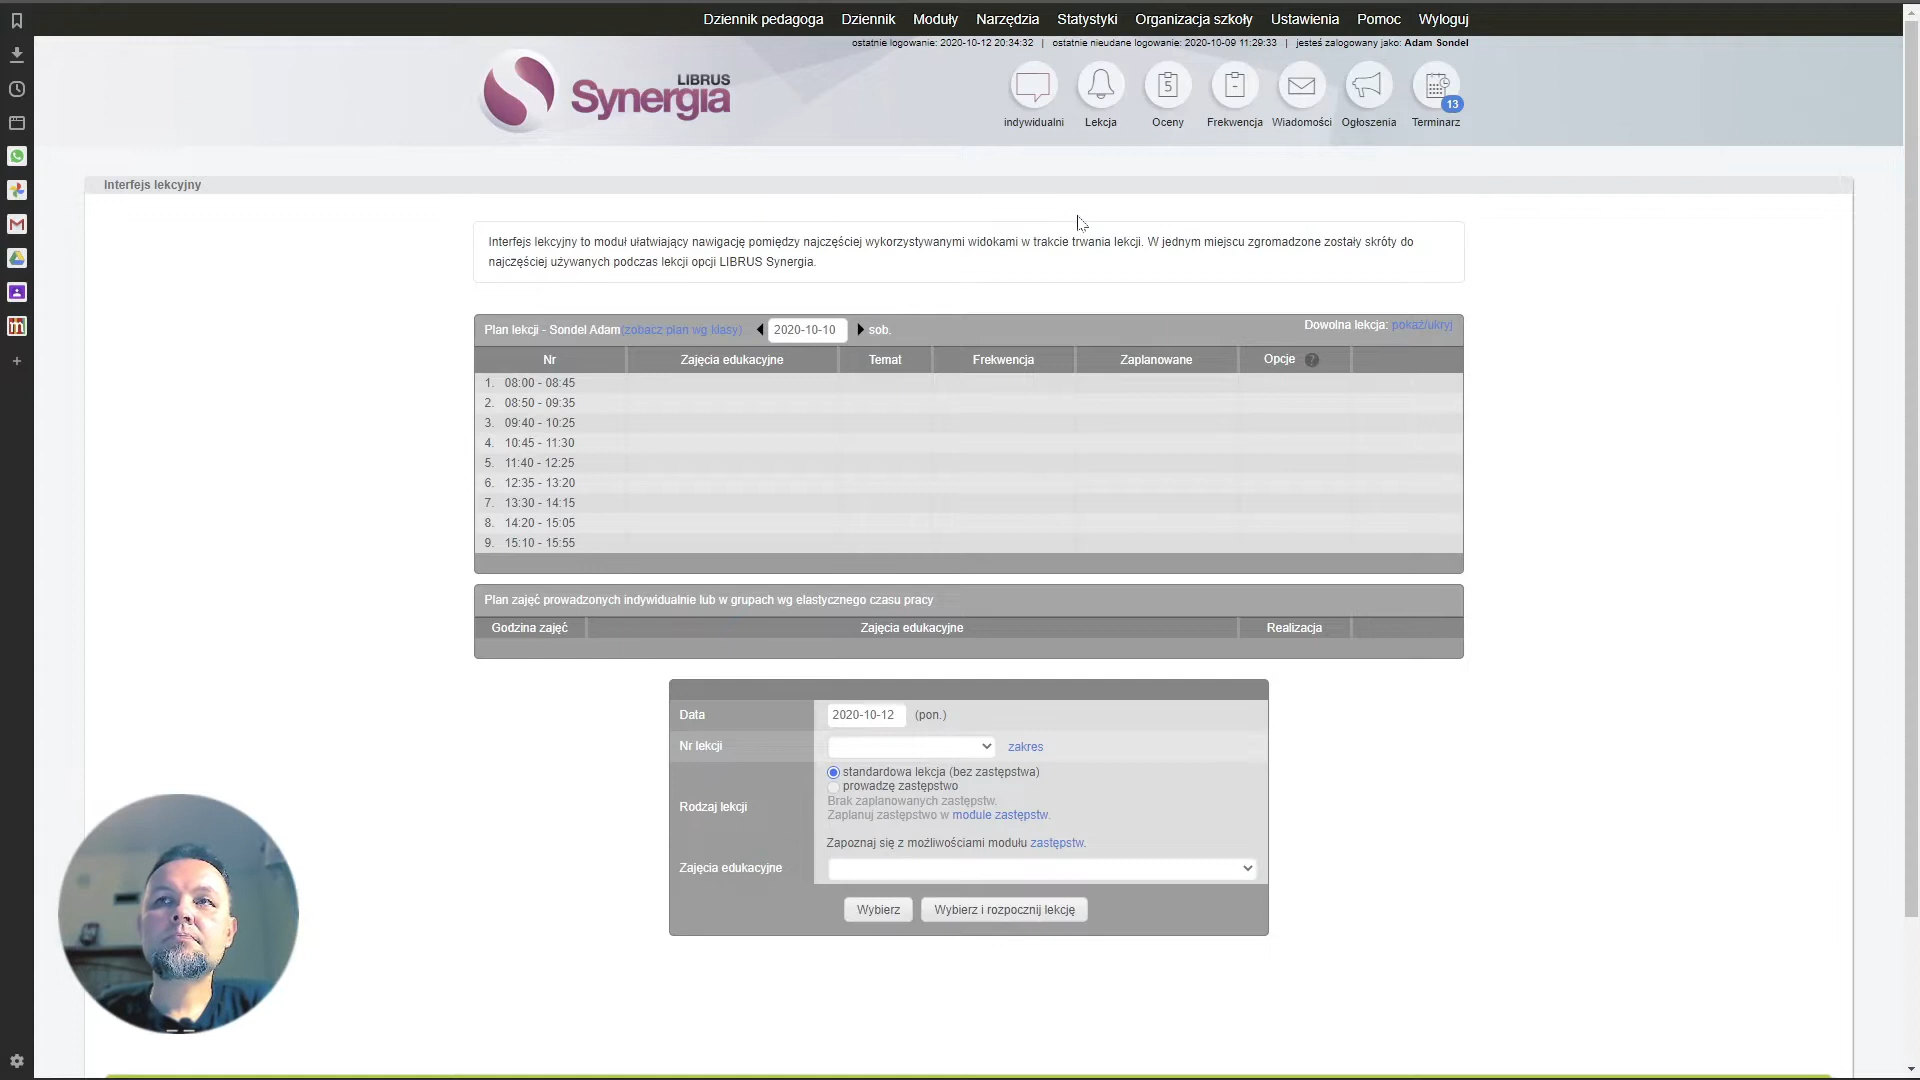 Dziennik pedagoga Dziennik Moduły Narzędzia Statystyki Organizacja szkoły Ustawienia Pomoc Wyloguj
ostatnie logowanie: 2020-10-12 20:34:32 | ostatnie nieudane logowanie: 2020-10-09 11:29:33 | jesteś zalogowany jako: Adam Sondel
LIBRUS
Synergia
13
indywidualni Lekcja Oceny Frekwencja Wiadomości Ogłoszenia Terminarz
Interfejs lekcyjny
Interfejs lekcyjny to moduł ułatwiający nawigację pomiędzy najczęściej wykorzystywanymi widokami w trakcie trwania lekcji. W jednym miejscu zgromadzone zostały skróty do
najczęściej używanych podczas lekcji opcji LIBRUS Synergia.
Plan lekcji - Sondel Adam(zobacz plan wg klasy) 2020-10-10 sob. Dowolna lekcja: pokaż/ukryj
Nr Zajęcia edukacyjne Temat Frekwencja Zaplanowane Opcje ?
1. 08:00 - 08:45
2. 08:50 - 09:35
3. 09:40 - 10:25
4. 10:45 - 11:30
5. 11:40 - 12:25
6. 12:35 - 13:20
7. 13:30 - 14:15
8. 14:20 - 15:05
9. 15:10 - 15:55
Plan zajęć prowadzonych indywidualnie lub w grupach wg elastycznego czasu pracy
Godzina zajęć Zajęcia edukacyjne Realizacja
Data 2020-10-12 (pon.)
Nr lekcji zakres
Rodzaj lekcji
standardowa lekcja (bez zastępstwa)
prowadzę zastępstwo
Brak zaplanowanych zastępstw.
Zaplanuj zastępstwo w module zastępstw.
Zapoznaj się z możliwościami modułu zastępstw.
Zajęcia edukacyjne
Wybierz Wybierz i rozpocznij lekcję